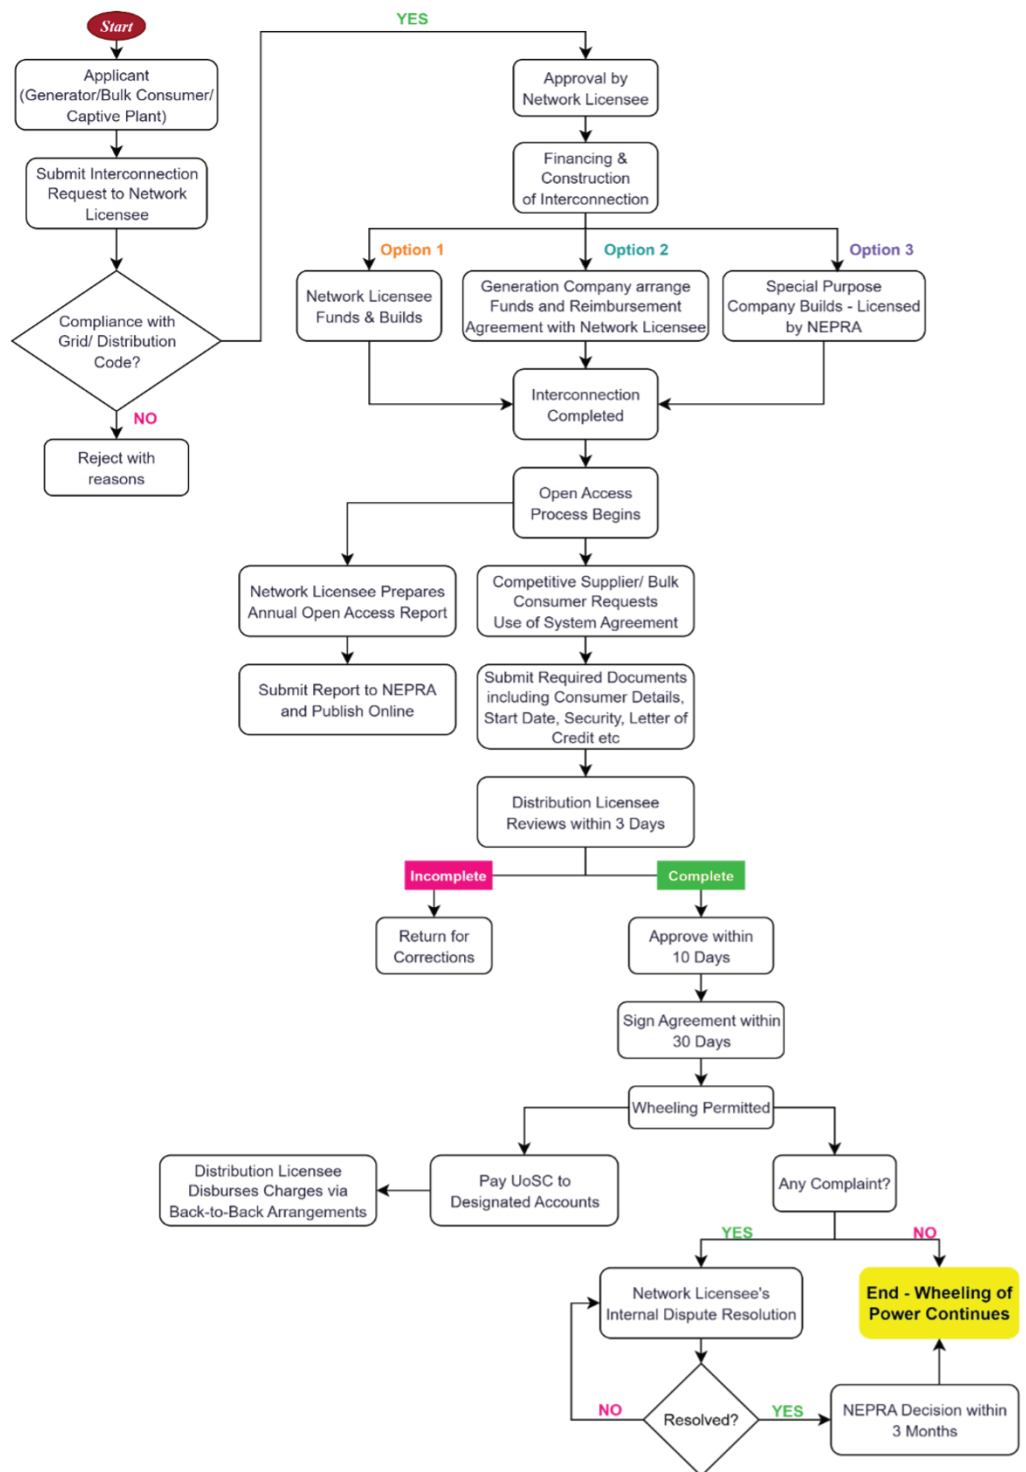 Start
Applicant
(Generator/Bulk Consumer/
Captive Plant)
Submit Interconnection
Request to Network
Licensee
Compliance with
Grid/ Distribution
Code?
NO
Reject with
reasons
YES
Approval by
Network Licensee
Financing &
Construction
of Interconnection
Option 1
Option 2
Option 3
Network Licensee
Funds & Builds
Generation Company arrange
Funds and Reimbursement
Agreement with Network Licensee
Special Purpose
Company Builds - Licensed
by NEPRA
Interconnection
Completed
Open Access
Process Begins
Network Licensee Prepares
Annual Open Access Report
Submit Report to NEPRA
and Publish Online
Competitive Supplier/ Bulk
Consumer Requests
Use of System Agreement
Submit Required Documents
including Consumer Details,
Start Date, Security, Letter of
Credit etc
Distribution Licensee
Reviews within 3 Days
Incomplete
Complete
Return for
Corrections
Approve within
10 Days
Sign Agreement within
30 Days
Wheeling Permitted
Distribution Licensee
Disburses Charges via
Back-to-Back Arrangements
Pay UoSC to
Designated Accounts
Any Complaint?
YES
NO
Network Licensee's
Internal Dispute Resolution
End - Wheeling of
Power Continues
NO
Resolved?
YES
NEPRA Decision within
3 Months